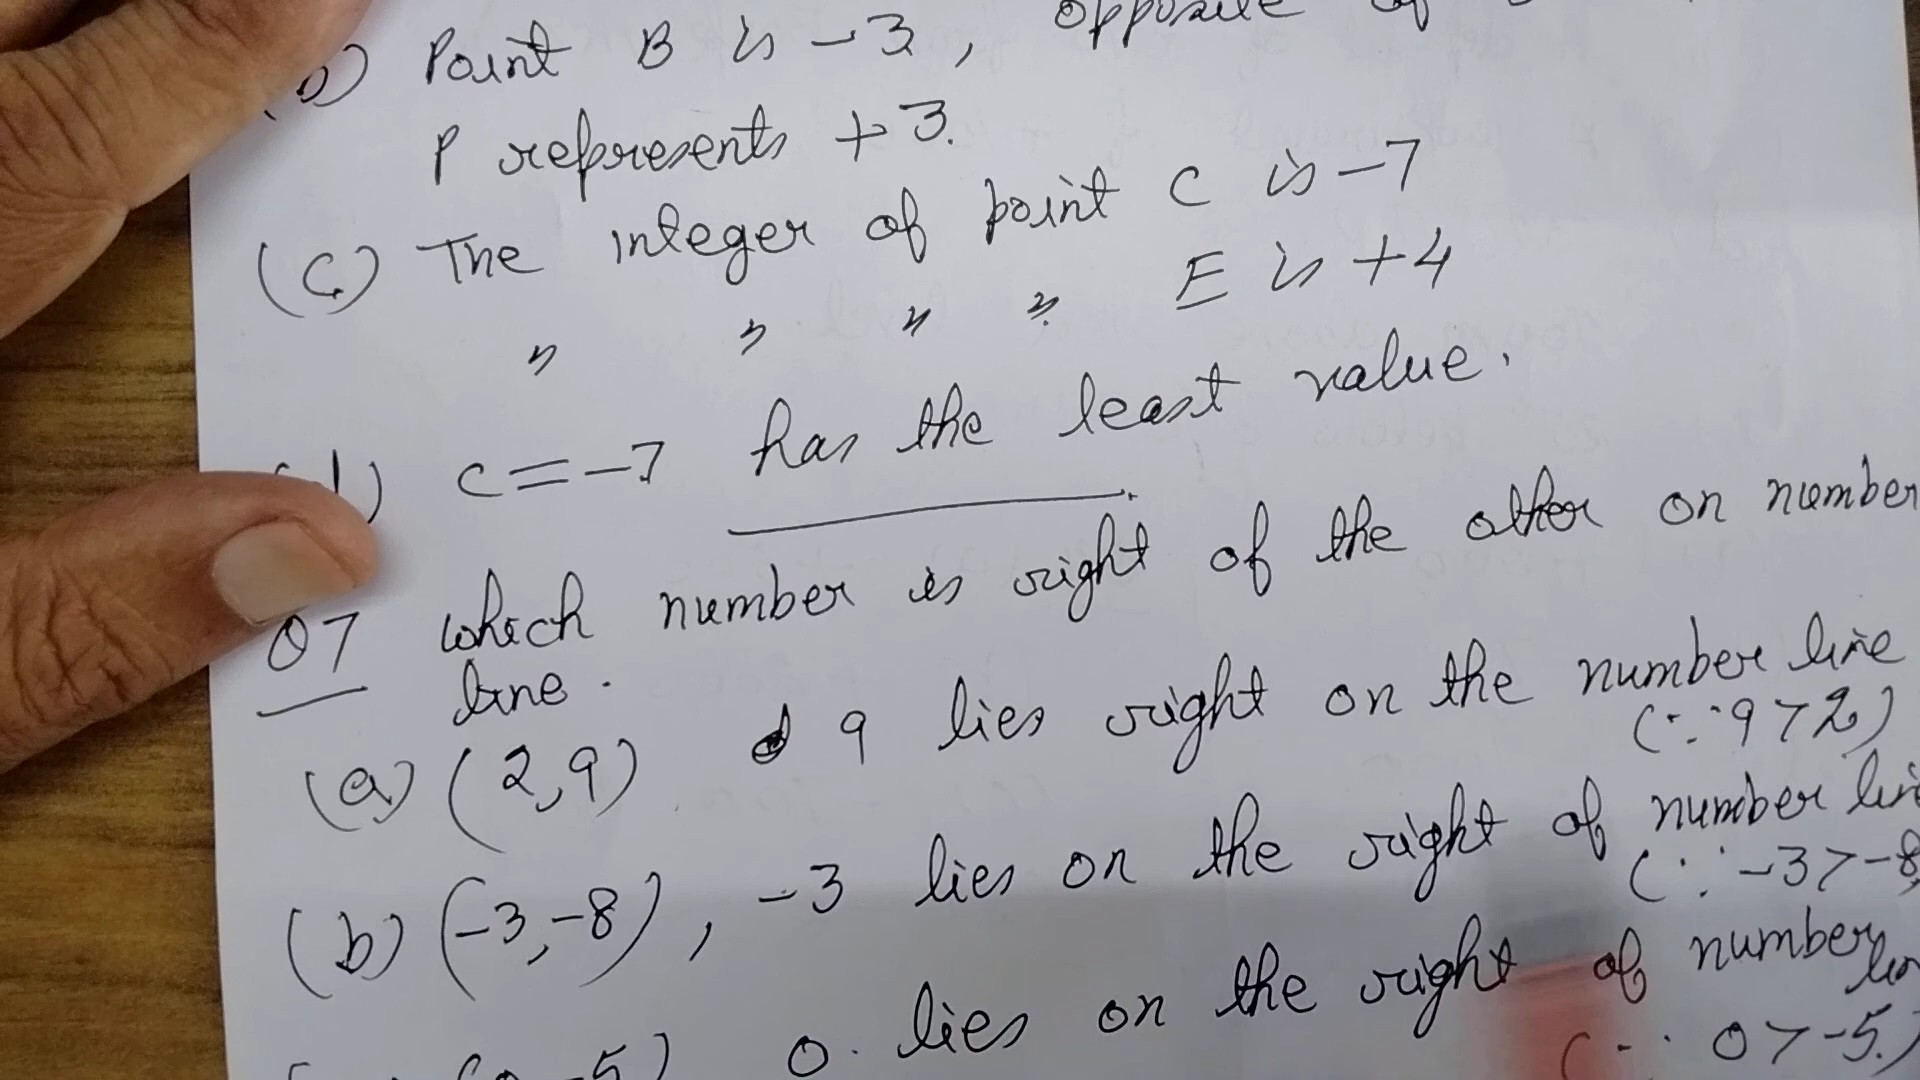 Point B is -3, opposite of
P represents +3.
(C) The integer of point C is -7
" " " " E is +4
C = -7 has the least value.
Q7 which number is right of the other on number
line.
(a) (2,9) 9 lies right on the number line
(∵ 9 > 2)
(b) (-3,-8), -3 lies on the right of number line
(∵ -3 > -8
-5) 0. lies on the right of number
(∵ 0 > -5.)